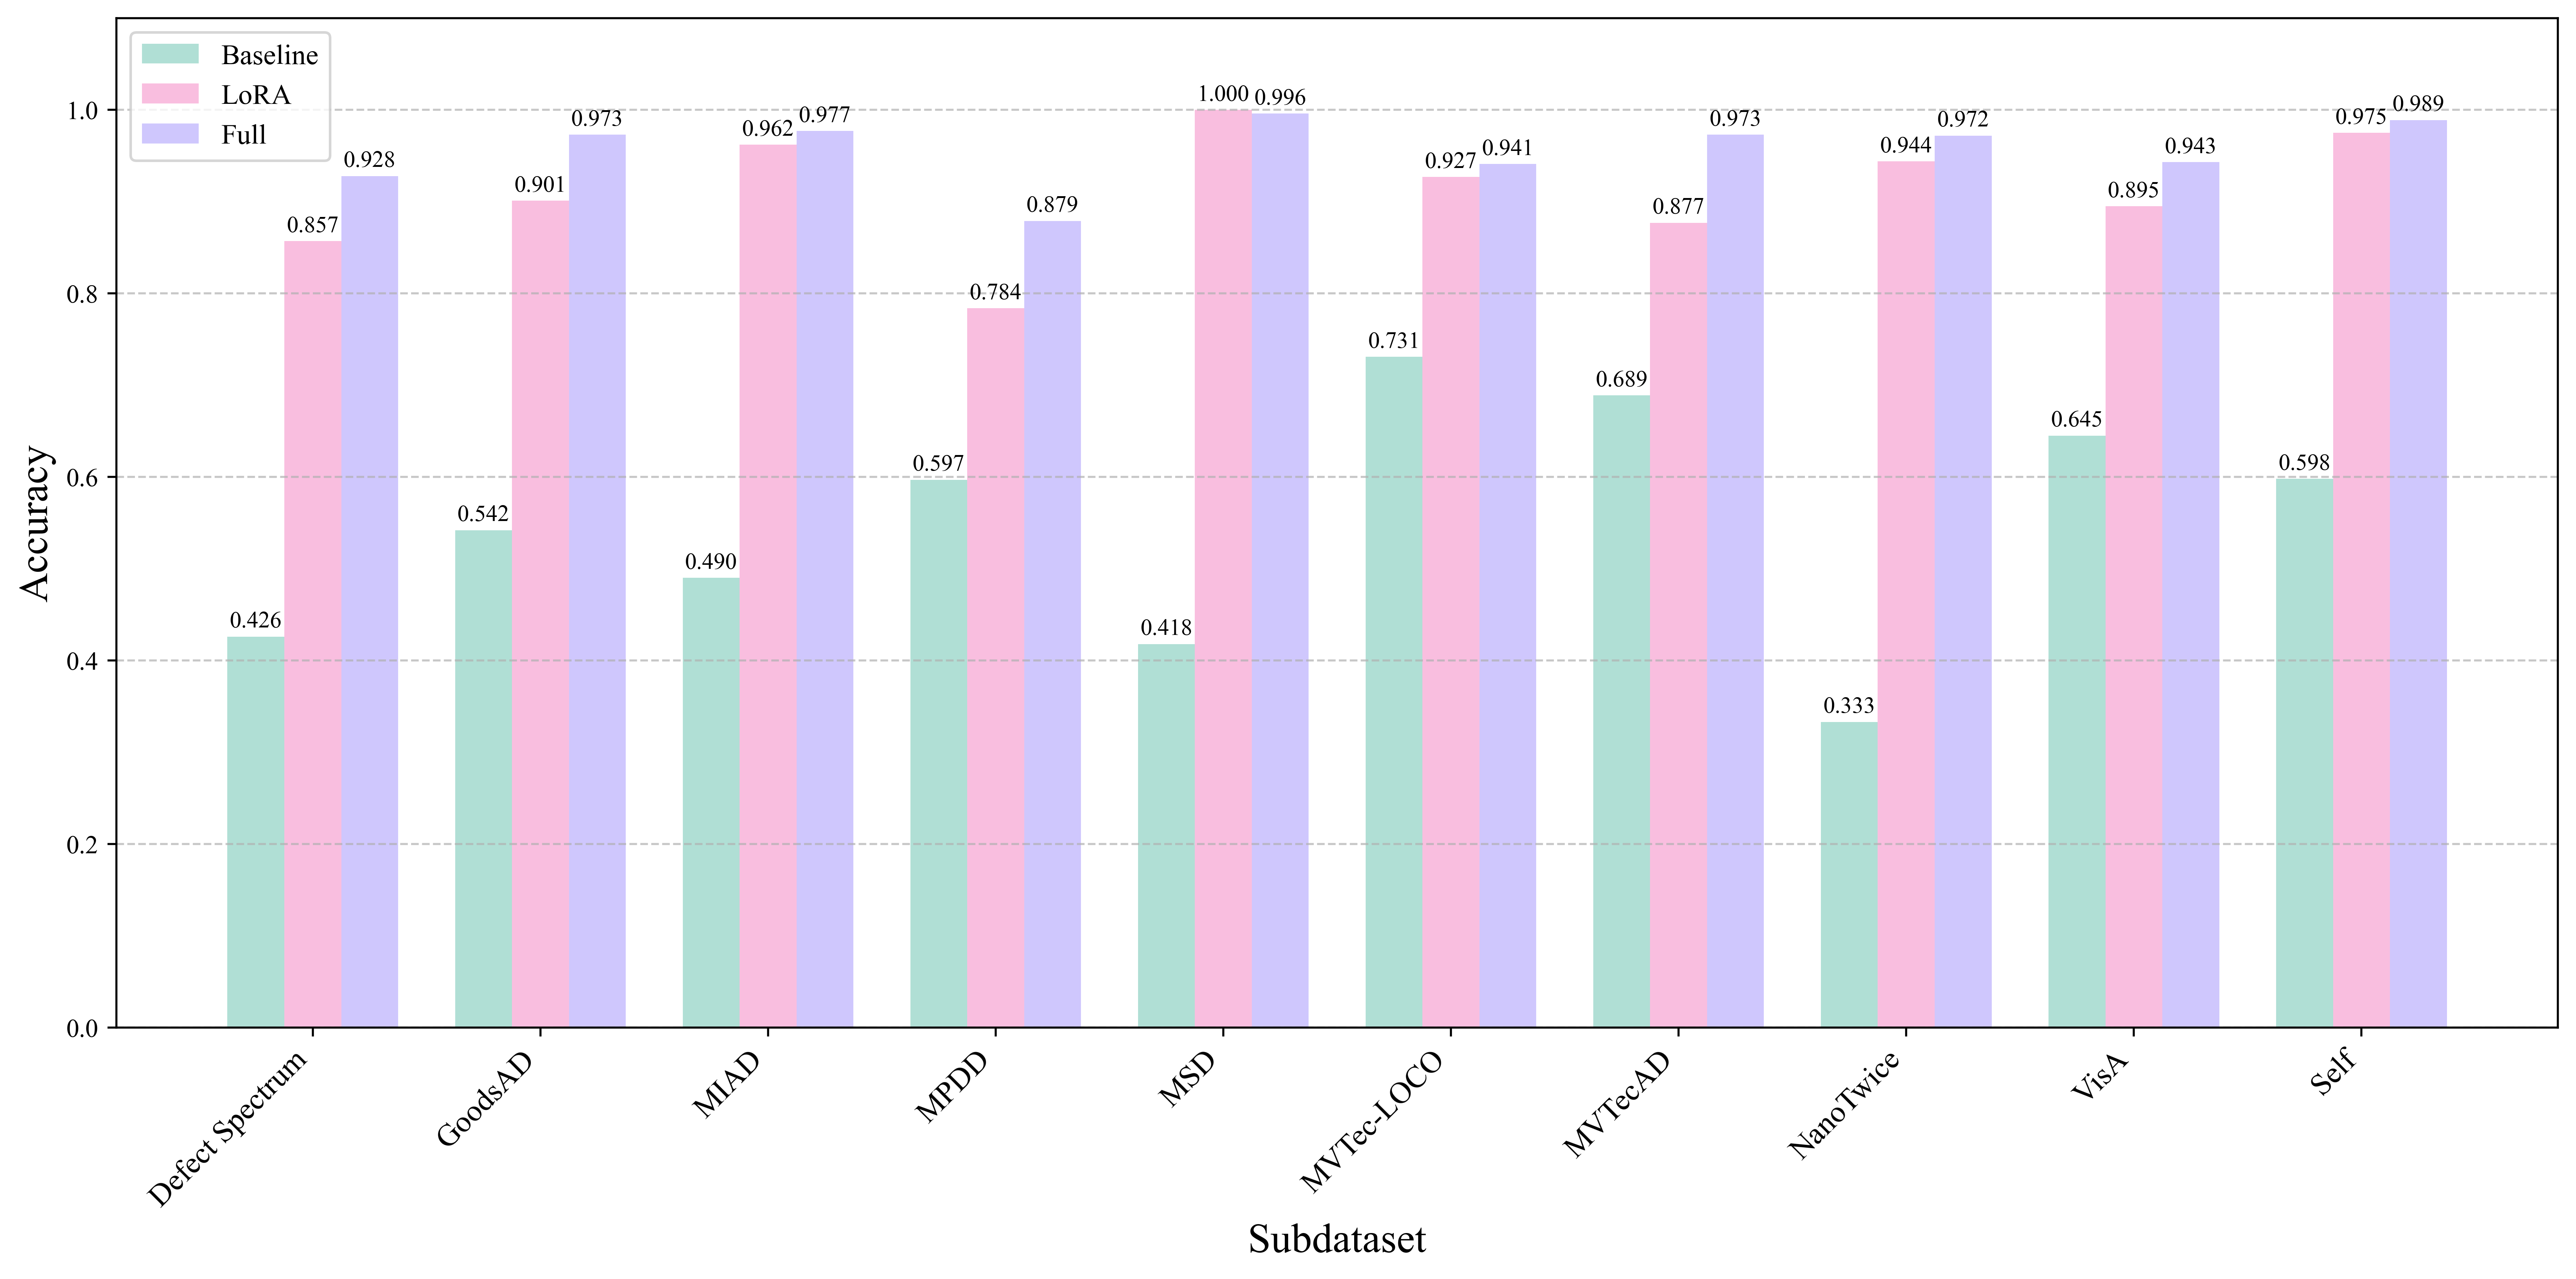 Baseline
LoRA
Full
Accuracy
1.0
0.8
0.6
0.4
0.2
0.0
0.426
0.857
0.928
0.542
0.901
0.973
0.490
0.962
0.977
0.597
0.784
0.879
0.418
1.000
0.996
0.731
0.927
0.941
0.689
0.877
0.973
0.333
0.944
0.972
0.645
0.895
0.943
0.598
0.975
0.989
Defect Spectrum
GoodsAD
MIAD
MPDD
MSD
MVTec-LOCO
MVTecAD
NanoTwice
VisA
Self
Subdataset